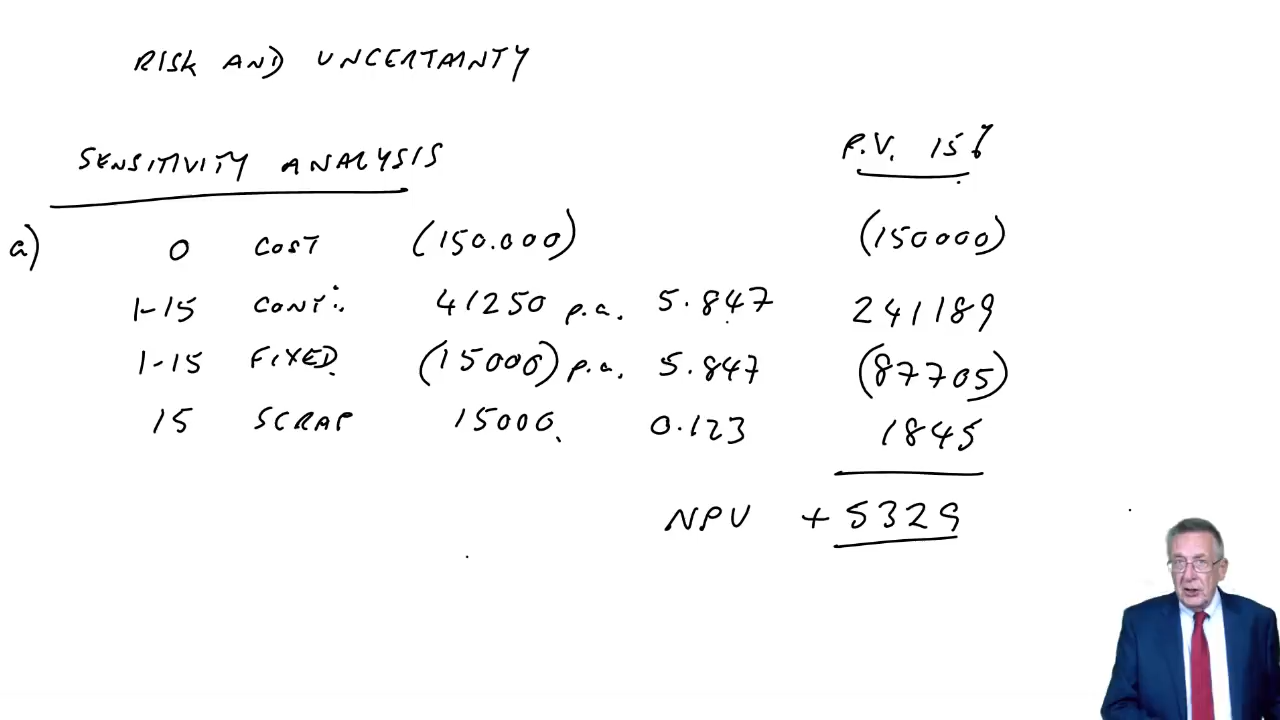 RISK AND UNCERTAINTY
SENSITIVITY ANALYSIS
P.V. 15%
a) 0 COST (150.000) (150000)
1-15 CONTN: 41250 p.a. 5.847 241189
1-15 FIXED (15000) p.a. 5.847 (87705)
15 SCRAP 15000 0.123 1845
NPV +5329